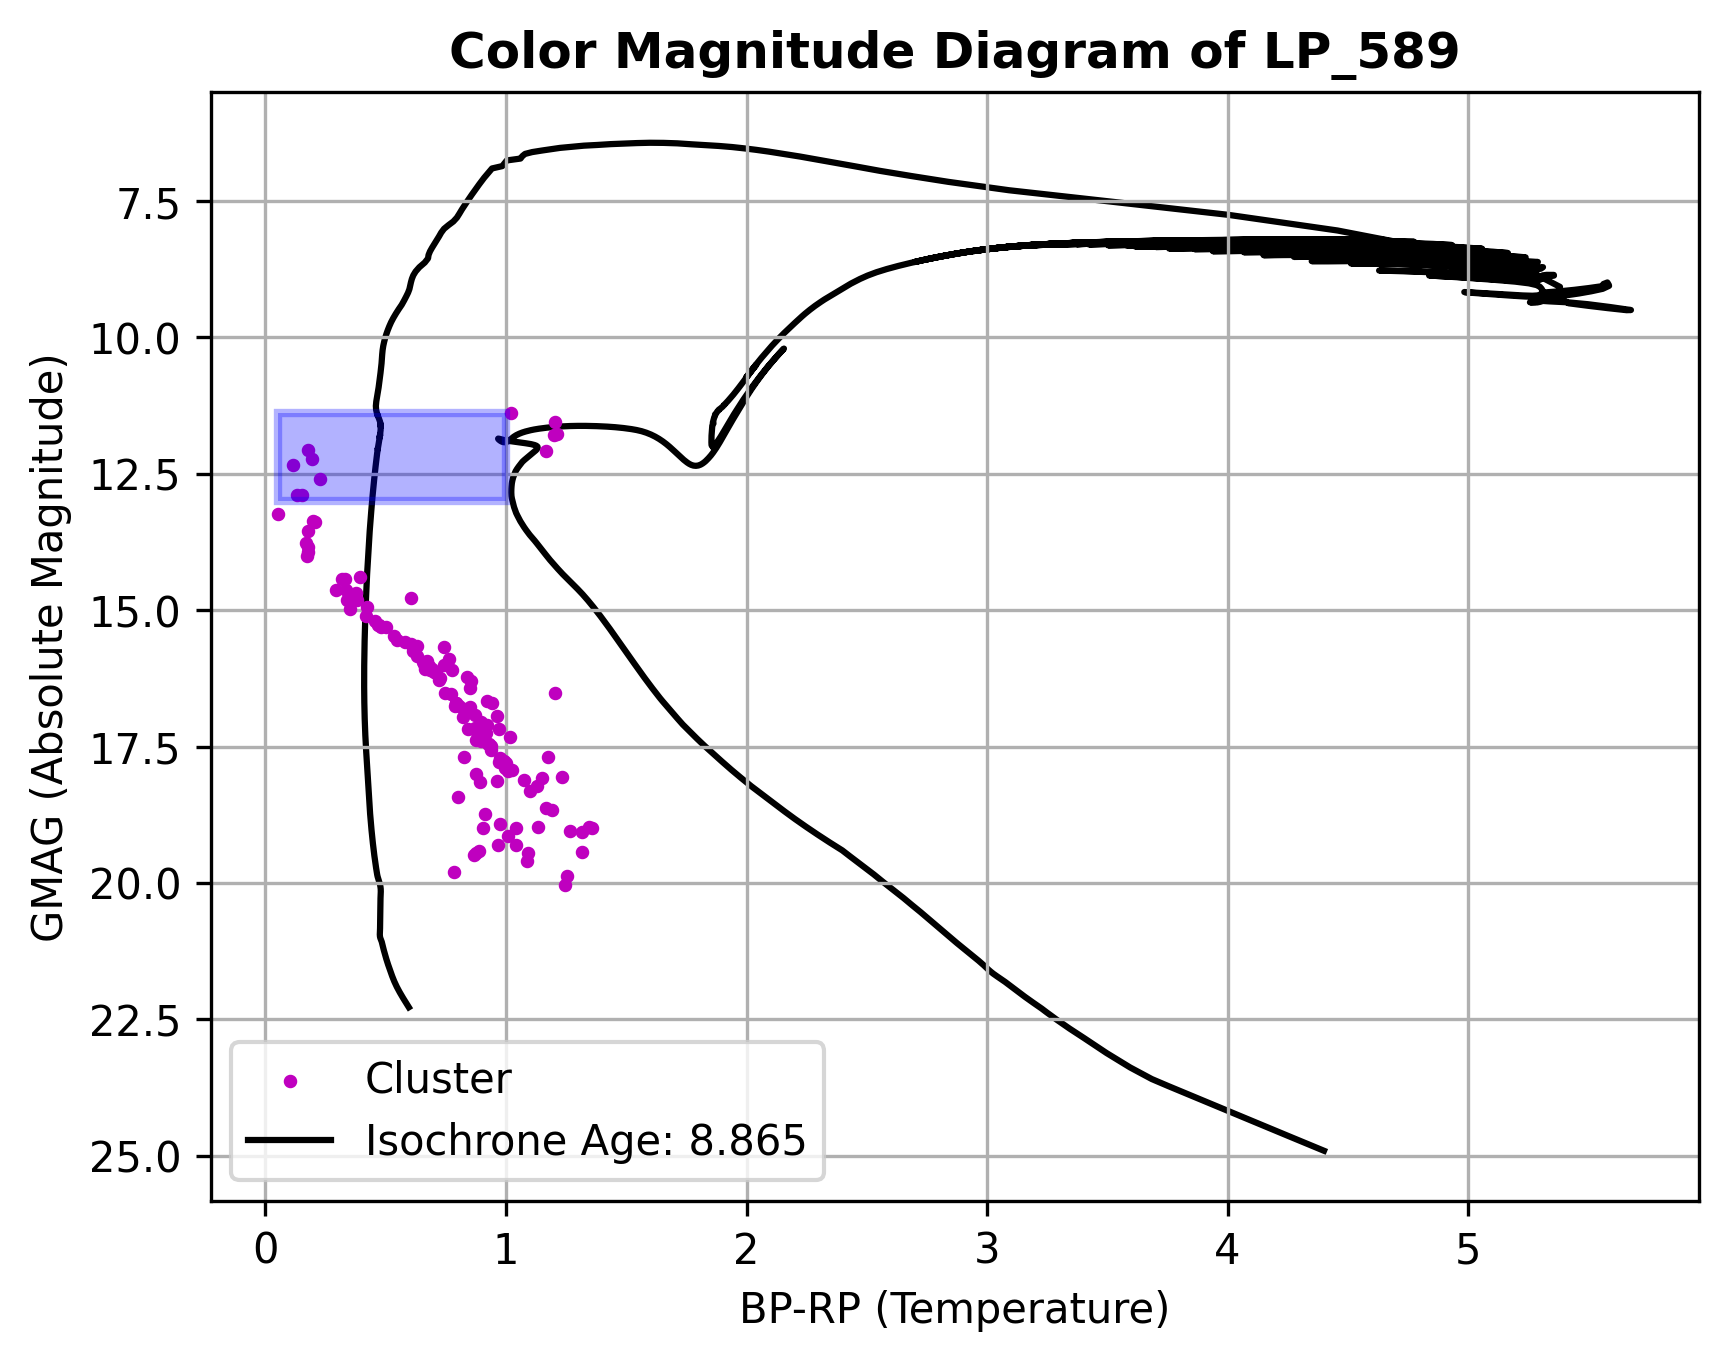 Color Magnitude Diagram of LP_589
GMAG (Absolute Magnitude)
7.5
10.0
12.5
15.0
17.5
20.0
22.5
25.0
Cluster
Isochrone Age: 8.865
0 1 2 3 4 5
BP-RP (Temperature)